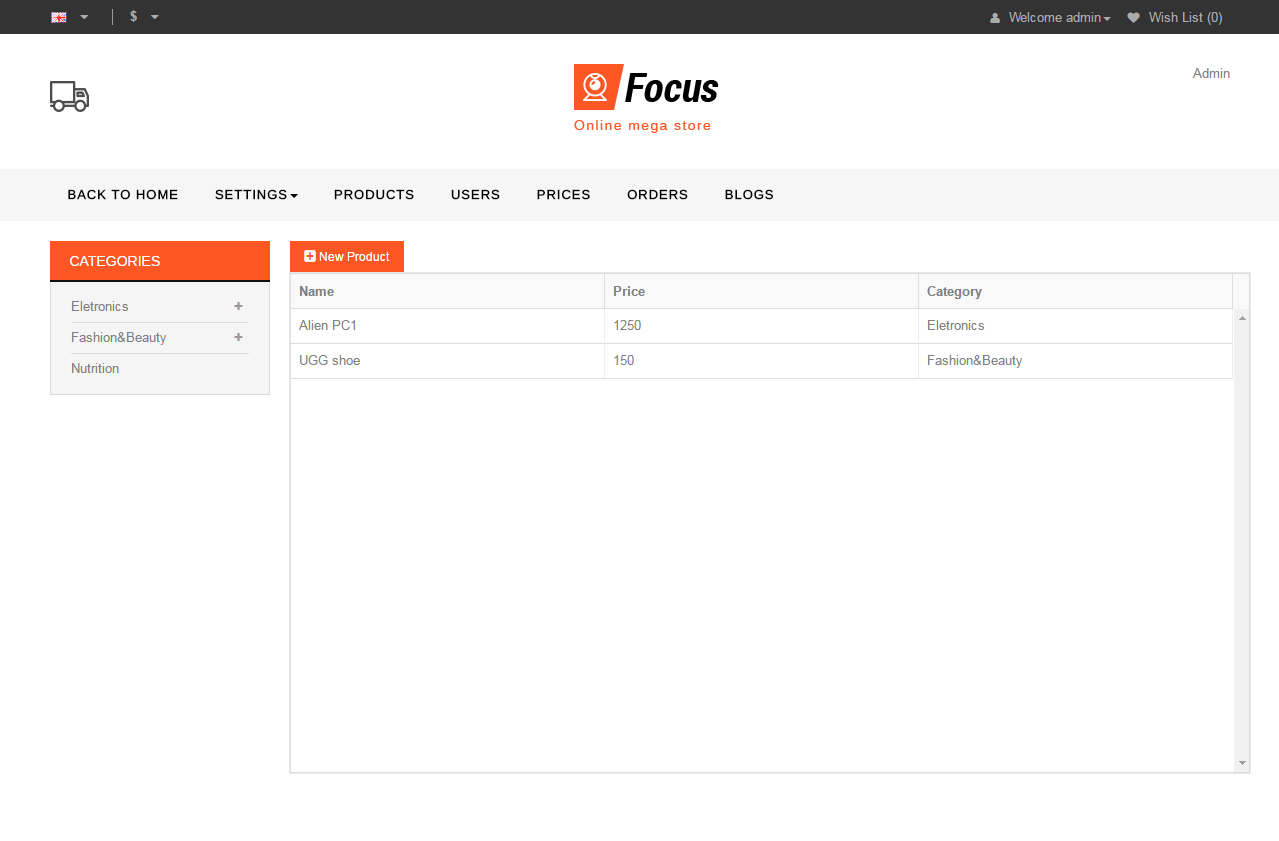 $ Welcome admin Wish List (0)
Focus
Online mega store
Admin
BACK TO HOME SETTINGS PRODUCTS USERS PRICES ORDERS BLOGS
CATEGORIES
Eletronics
Fashion&Beauty
Nutrition
New Product
Name Price Category
Alien PC1 1250 Eletronics
UGG shoe 150 Fashion&Beauty